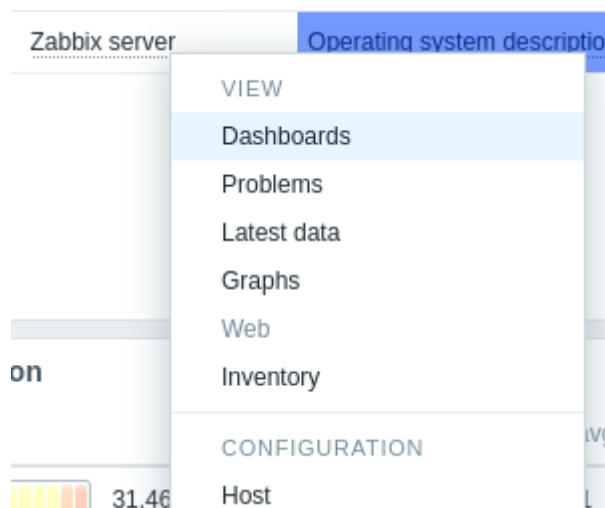 Zabbix server Operating system descriptio
VIEW
Dashboards
Problems
Latest data
Graphs
Web
Inventory
on
CONFIGURATION
31.46
Host